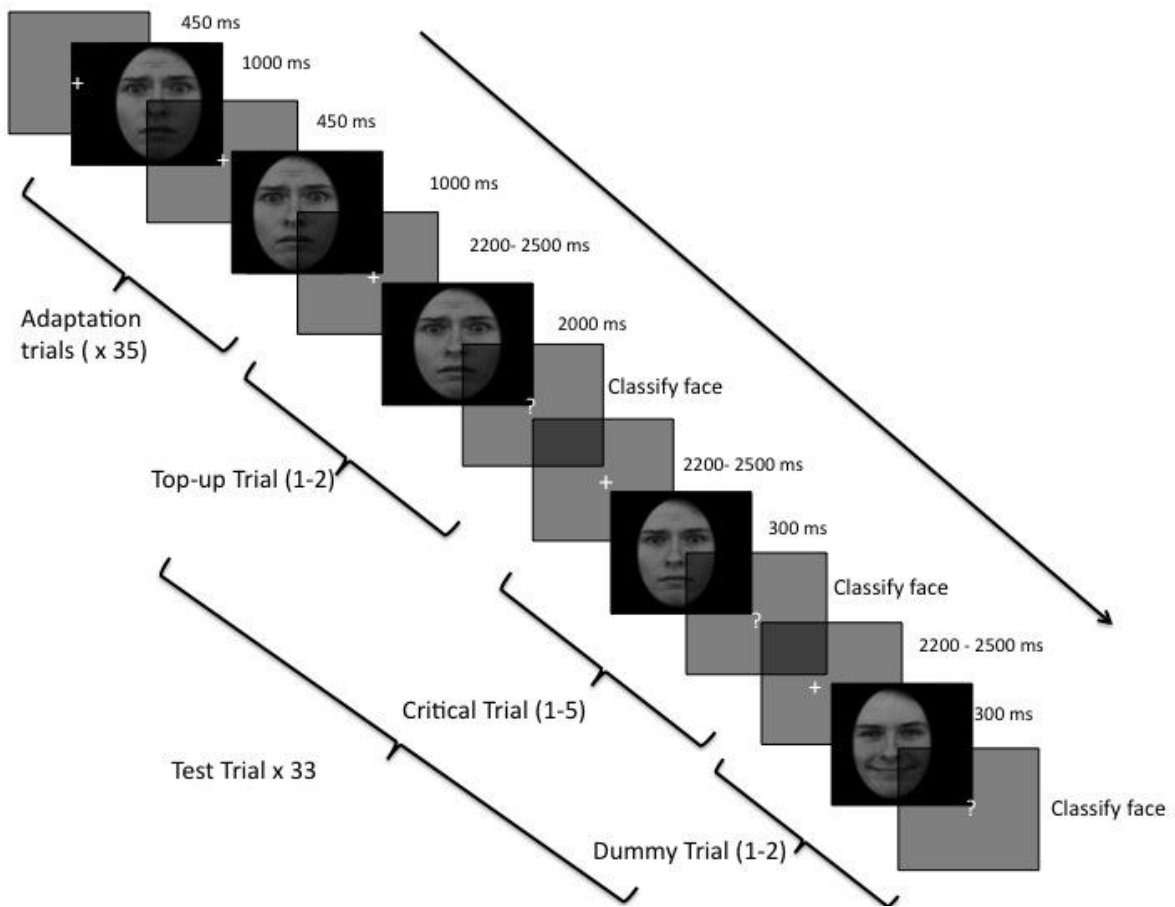 450 ms
1000 ms
+
450 ms
+
1000 ms
2200- 2500 ms
+
Adaptation
trials ( x 35)
2000 ms
Classify face
?
Top-up Trial (1-2)
2200- 2500 ms
+
300 ms
Classify face
?
2200 - 2500 ms
+
Critical Trial (1-5)
300 ms
Test Trial x 33
?
Classify face
Dummy Trial (1-2)